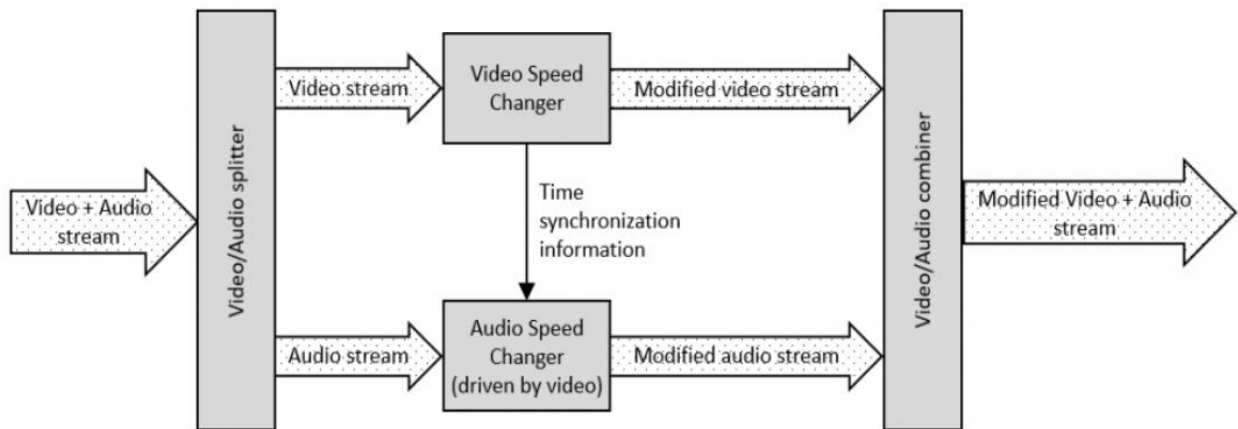 Video + Audio
stream
Video/Audio splitter
Video stream
Video Speed
Changer
Modified video stream
Time
synchronization
information
Audio stream
Audio Speed
Changer
(driven by video)
Modified audio stream
Video/Audio combiner
Modified Video + Audio
stream